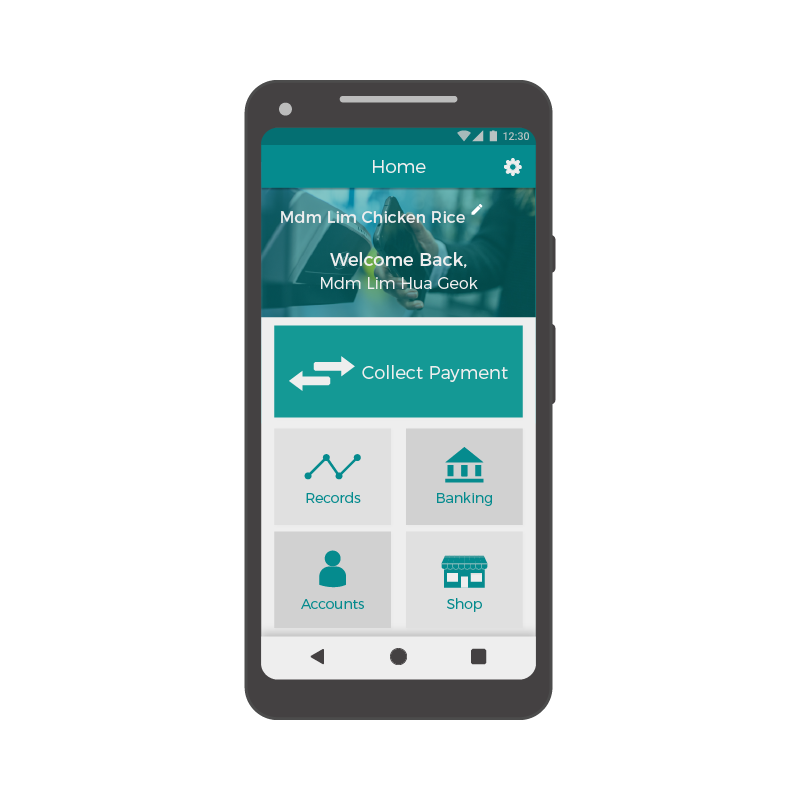 12:30
Home
Mdm Lim Chicken Rice
Welcome Back,
Mdm Lim Hua Geok
Collect Payment
Records
Banking
Accounts
Shop